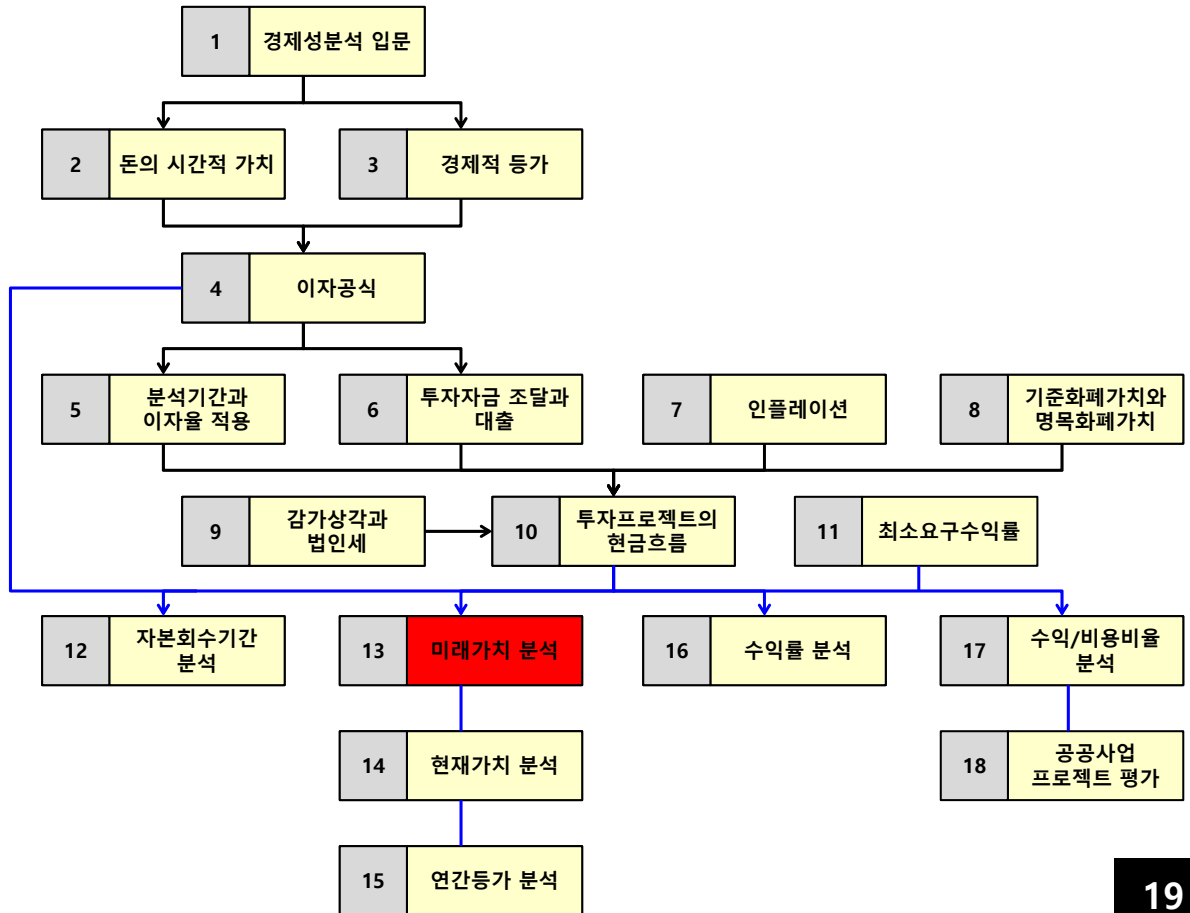 1
경제성분석 입문
2
돈의 시간적 가치
3
경제적 등가
4
이자공식
5
분석기간과
이자율 적용
6
투자자금 조달과
대출
7
인플레이션
8
기준화폐가치와
명목화폐가치
9
감가상각과
법인세
10
투자프로젝트의
현금흐름
11
최소요구수익률
12
자본회수기간
분석
13
미래가치 분석
16
수익률 분석
17
수익/비용비율
분석
14
현재가치 분석
18
공공사업
프로젝트 평가
15
연간등가 분석
19